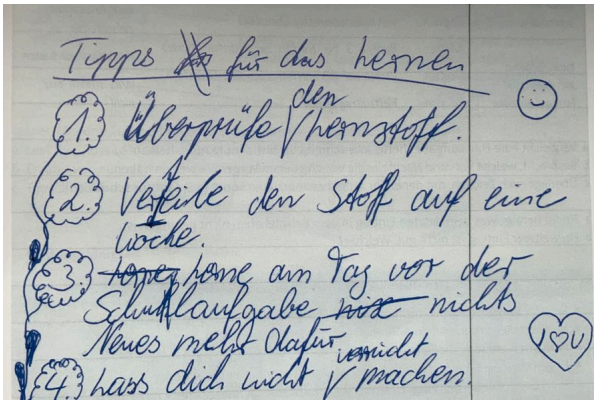 Tipps für das Lernen
1. Überprüfe den Lernstoff.
2. Verteile den Stoff auf eine
Woche.
3. Lerne am Tag vor der
Schulaufgabe nichts
Neues mehr dafür.
4. Lass dich nicht verrückt machen.
I ♡ U